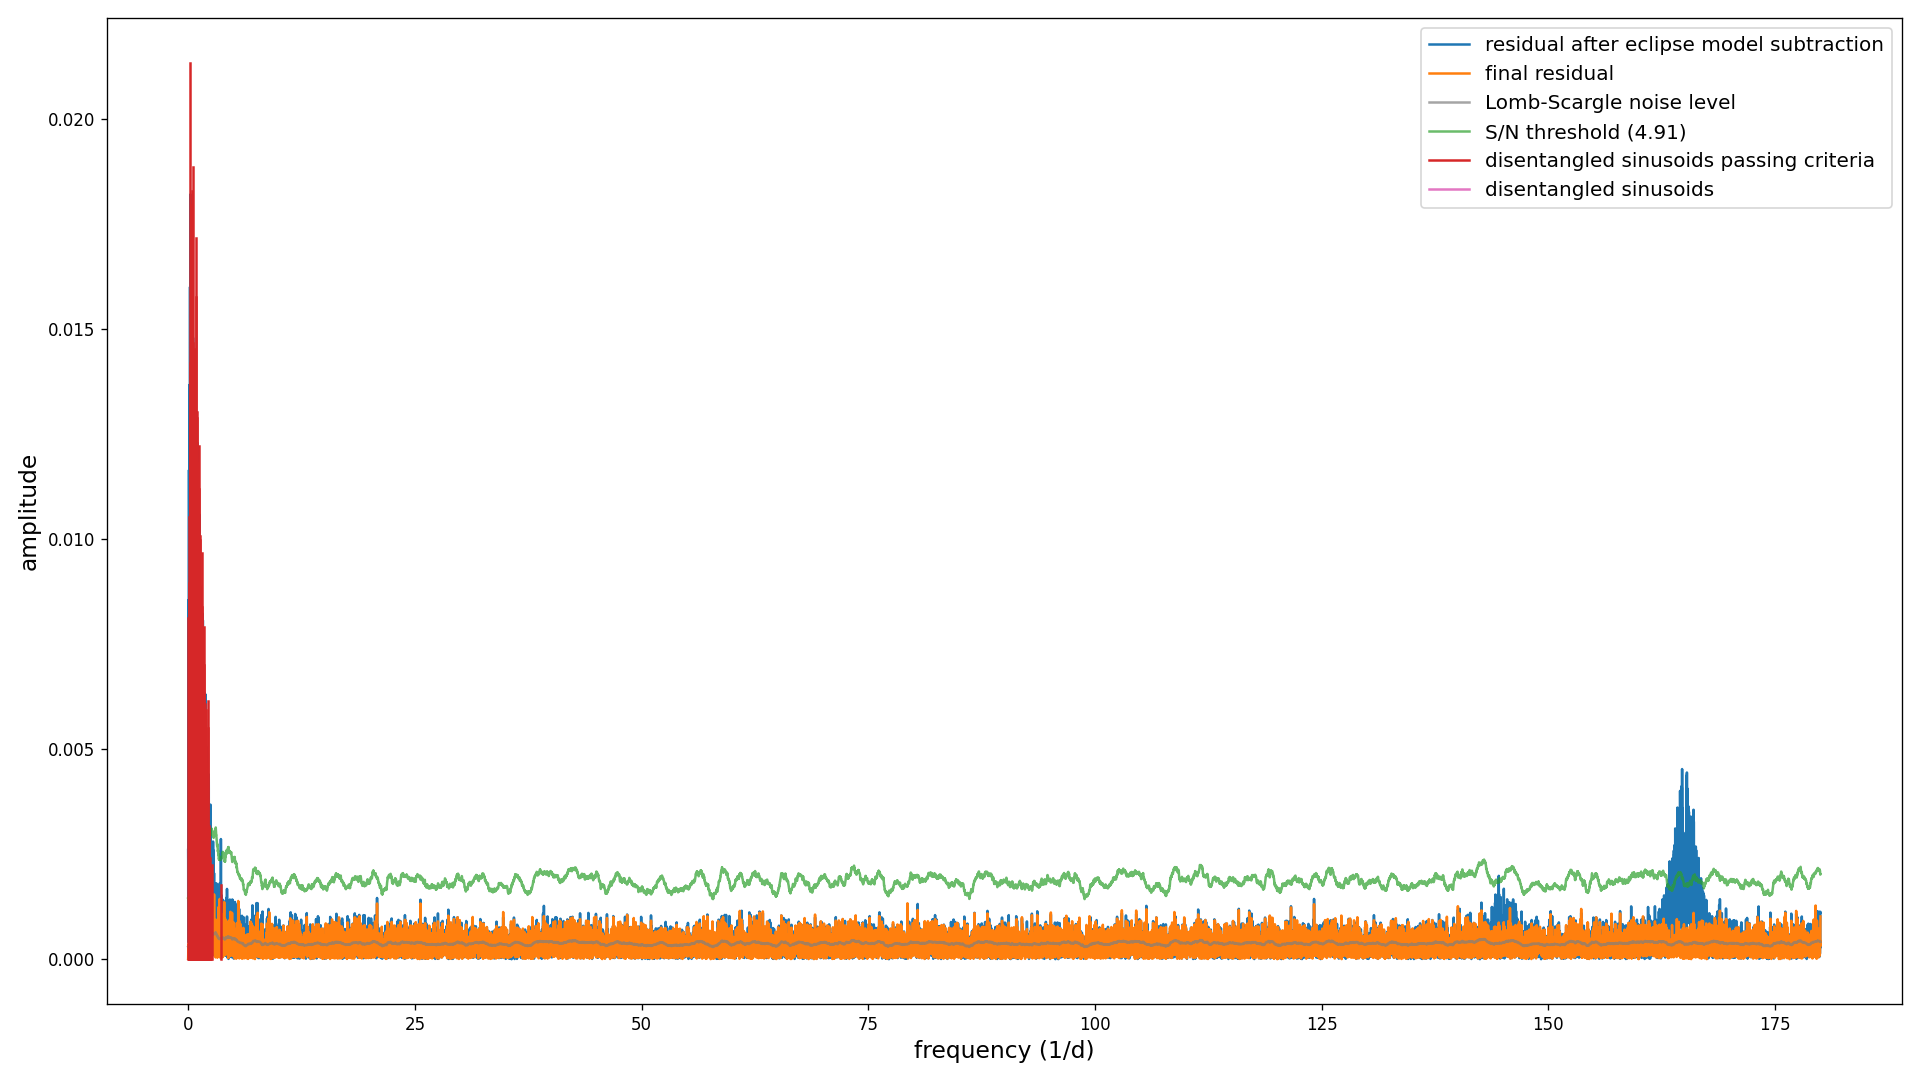 residual after eclipse model subtraction
final residual
Lomb-Scargle noise level
S/N threshold (4.91)
disentangled sinusoids passing criteria
disentangled sinusoids
0.020
0.015
0.010
0.005
0.000
amplitude
0 25 50 75 100 125 150 175
frequency (1/d)